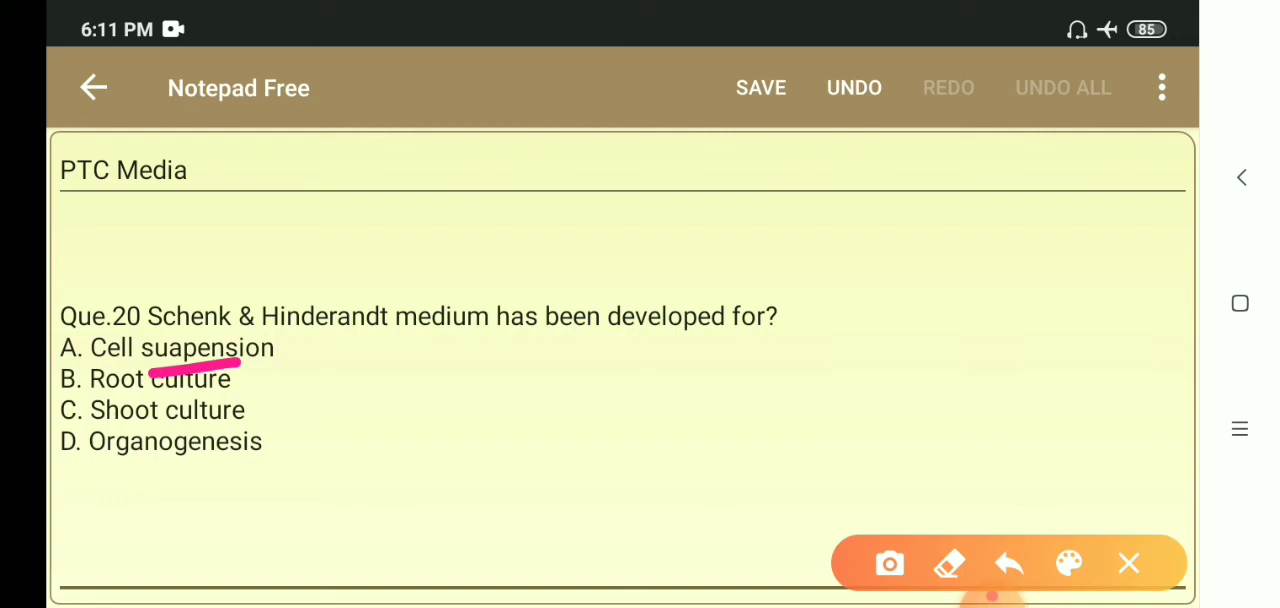 6:11 PM 85
Notepad Free SAVE UNDO REDO UNDO ALL
PTC Media
Que.20 Schenk & Hinderandt medium has been developed for?
A. Cell suapension
B. Root culture
C. Shoot culture
D. Organogenesis